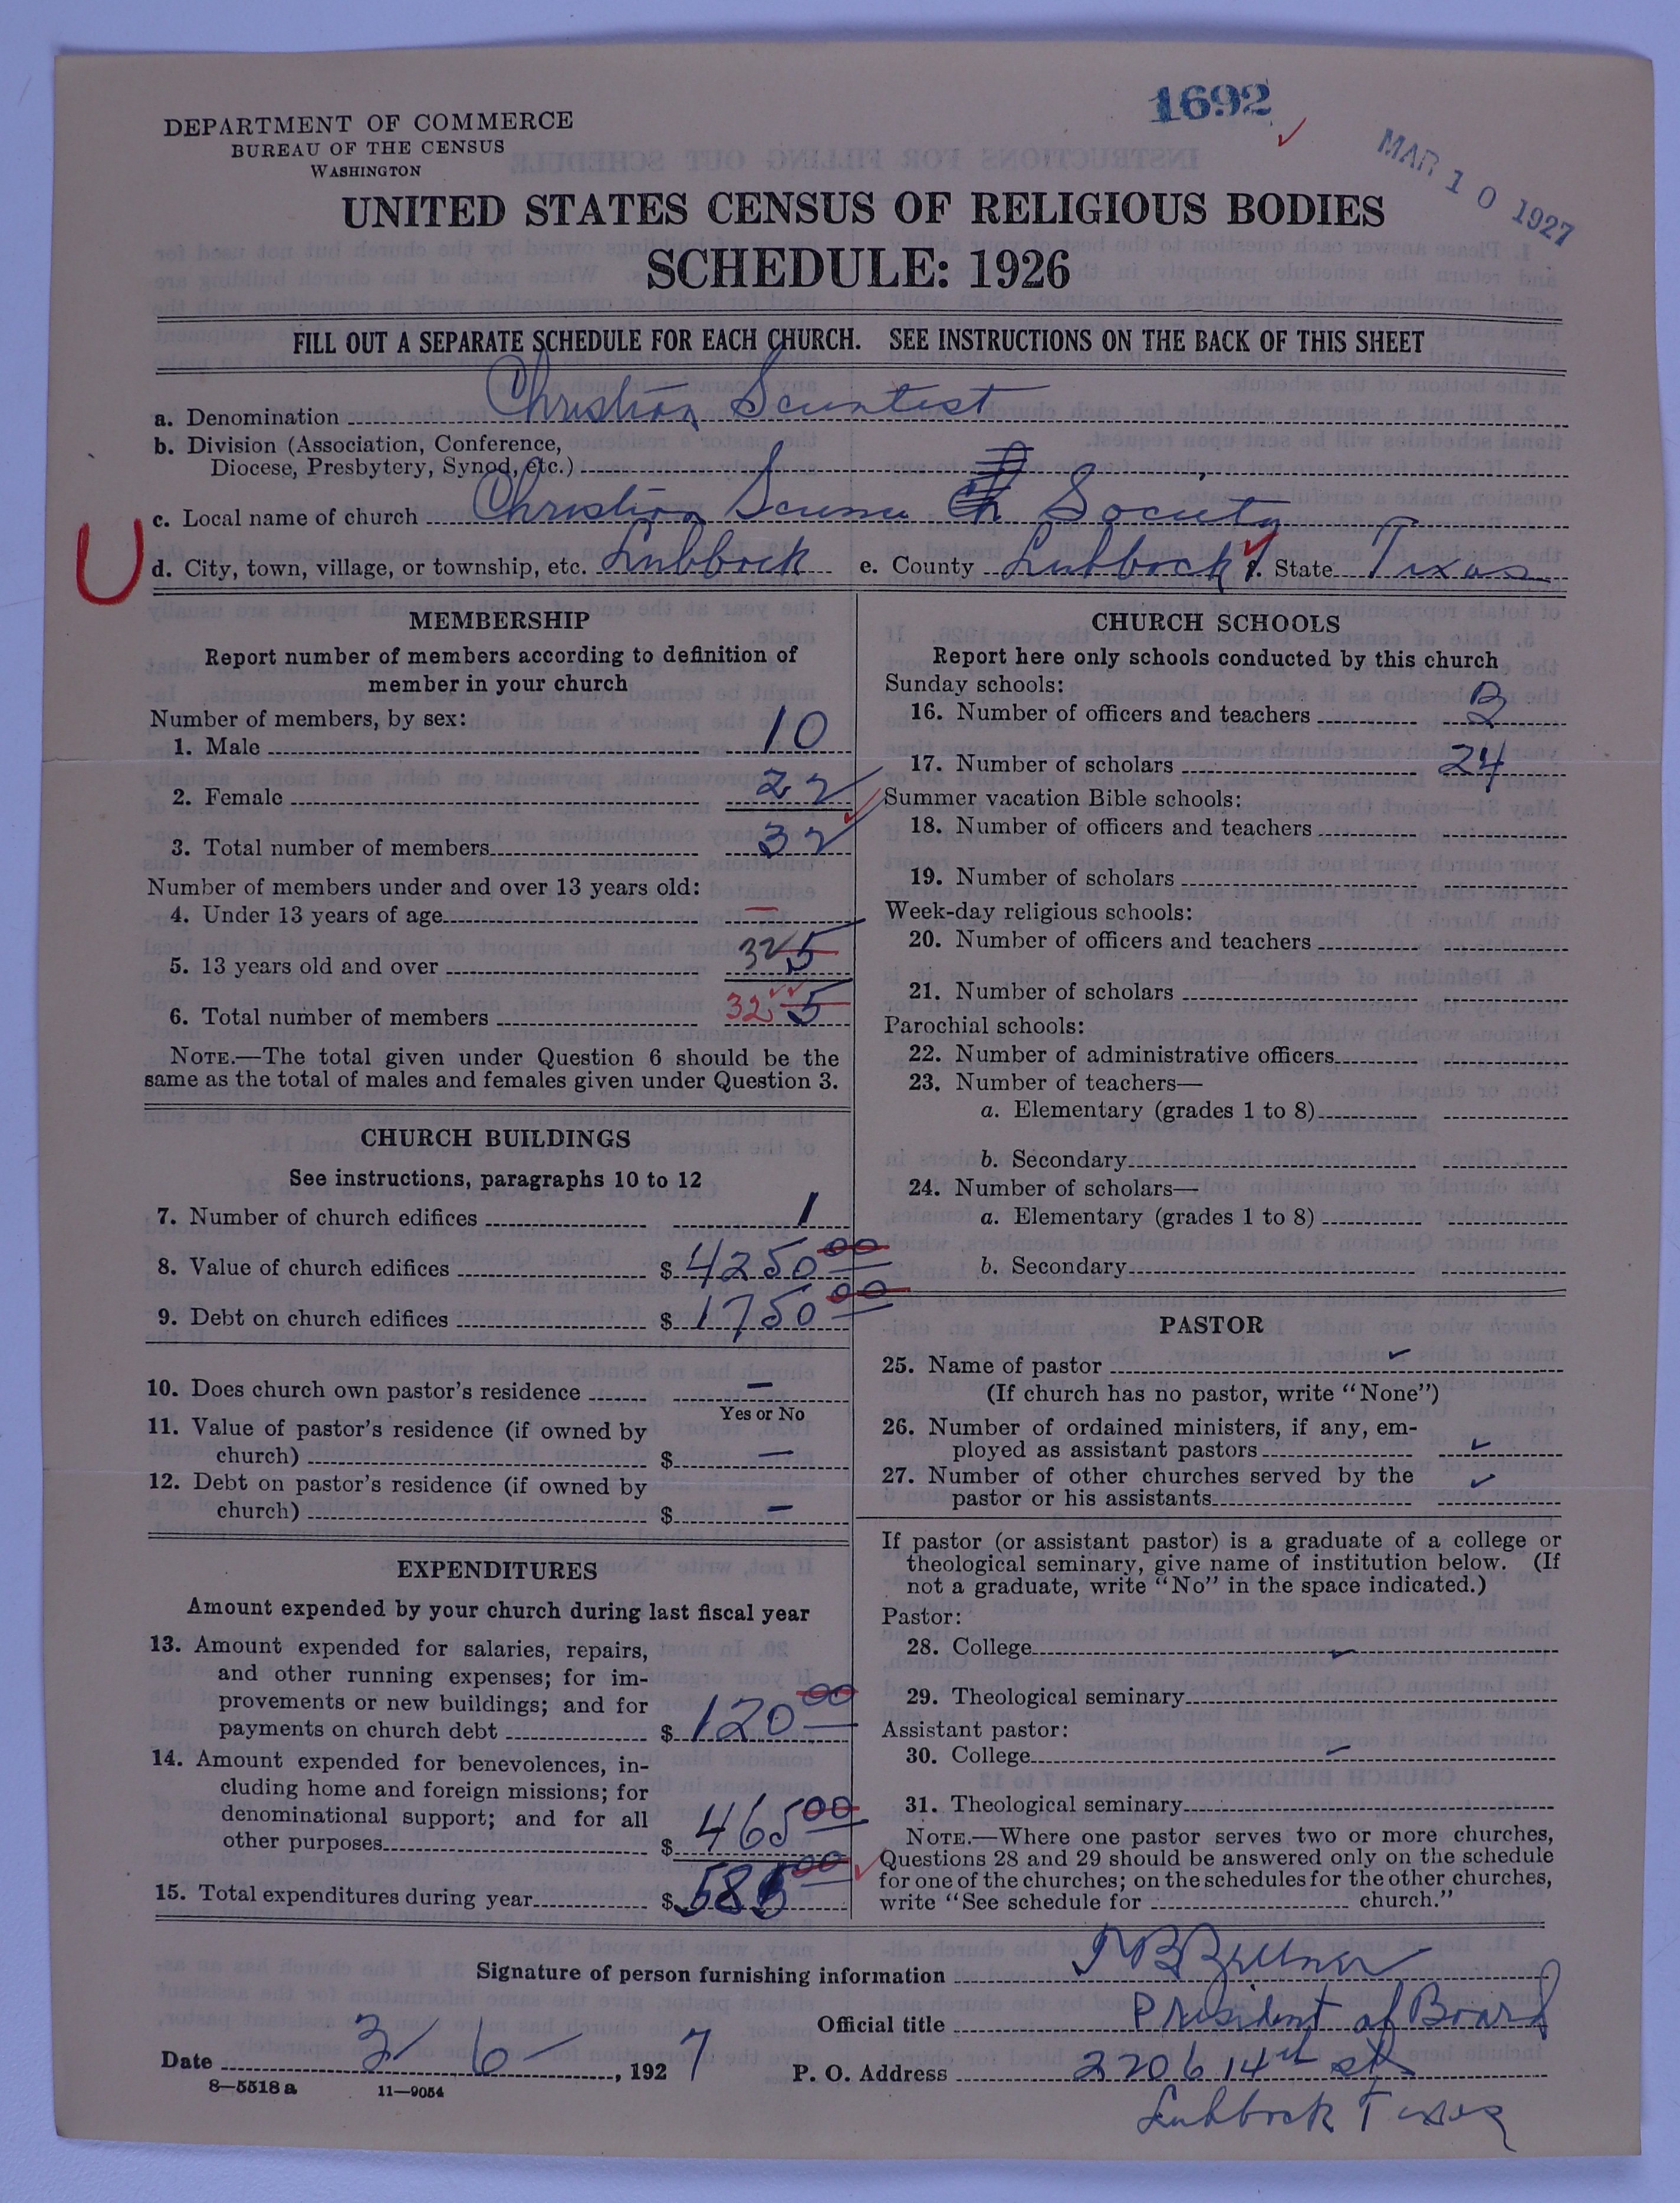 1692
MAR 10 1927
DEPARTMENT OF COMMERCE
BUREAU OF THE CENSUS
WASHINGTON
UNITED STATES CENSUS OF RELIGIOUS BODIES
SCHEDULE: 1926
FILL OUT A SEPARATE SCHEDULE FOR EACH CHURCH. SEE INSTRUCTIONS ON THE BACK OF THIS SHEET
a. Denomination Christian Scientist
b. Division (Association, Conference,
Diocese, Presbytery, Synod, etc.)
c. Local name of church Christian Science Ch Society
U
d. City, town, village, or township, etc. Lubbock e. County Lubbock f. State Texas
MEMBERSHIP
Report number of members according to definition of
member in your church
Number of members, by sex:
1. Male 10
2. Female 22
3. Total number of members 32
Number of members under and over 13 years old:
4. Under 13 years of age —
5. 13 years old and over 32 5
6. Total number of members 32 5
NOTE.—The total given under Question 6 should be the
same as the total of males and females given under Question 3.
CHURCH BUILDINGS
See instructions, paragraphs 10 to 12
7. Number of church edifices 1
8. Value of church edifices $ 4250 00
9. Debt on church edifices $ 1750 00
10. Does church own pastor's residence —
Yes or No
11. Value of pastor's residence (if owned by
church) $ —
12. Debt on pastor's residence (if owned by
church) $ —
EXPENDITURES
Amount expended by your church during last fiscal year
13. Amount expended for salaries, repairs,
and other running expenses; for im-
provements or new buildings; and for
payments on church debt $ 120 00
14. Amount expended for benevolences, in-
cluding home and foreign missions; for
denominational support; and for all
other purposes $ 465 00
15. Total expenditures during year $ 585 00
CHURCH SCHOOLS
Report here only schools conducted by this church
Sunday schools:
16. Number of officers and teachers
17. Number of scholars 24
Summer vacation Bible schools:
18. Number of officers and teachers
19. Number of scholars
Week-day religious schools:
20. Number of officers and teachers
21. Number of scholars
Parochial schools:
22. Number of administrative officers
23. Number of teachers—
a. Elementary (grades 1 to 8)
b. Secondary
24. Number of scholars—
a. Elementary (grades 1 to 8)
b. Secondary
PASTOR
25. Name of pastor
(If church has no pastor, write "None")
26. Number of ordained ministers, if any, em-
ployed as assistant pastors
27. Number of other churches served by the
pastor or his assistants
If pastor (or assistant pastor) is a graduate of a college or
theological seminary, give name of institution below. (If
not a graduate, write "No" in the space indicated.)
Pastor:
28. College
29. Theological seminary
Assistant pastor:
30. College
31. Theological seminary
NOTE.—Where one pastor serves two or more churches,
Questions 28 and 29 should be answered only on the schedule
for one of the churches; on the schedules for the other churches,
write "See schedule for church."
Signature of person furnishing information
Official title President of Board
Date 3/6- , 1927 P. O. Address 2206 14th st
8—5518 a 11—9054
Lubbock Texas